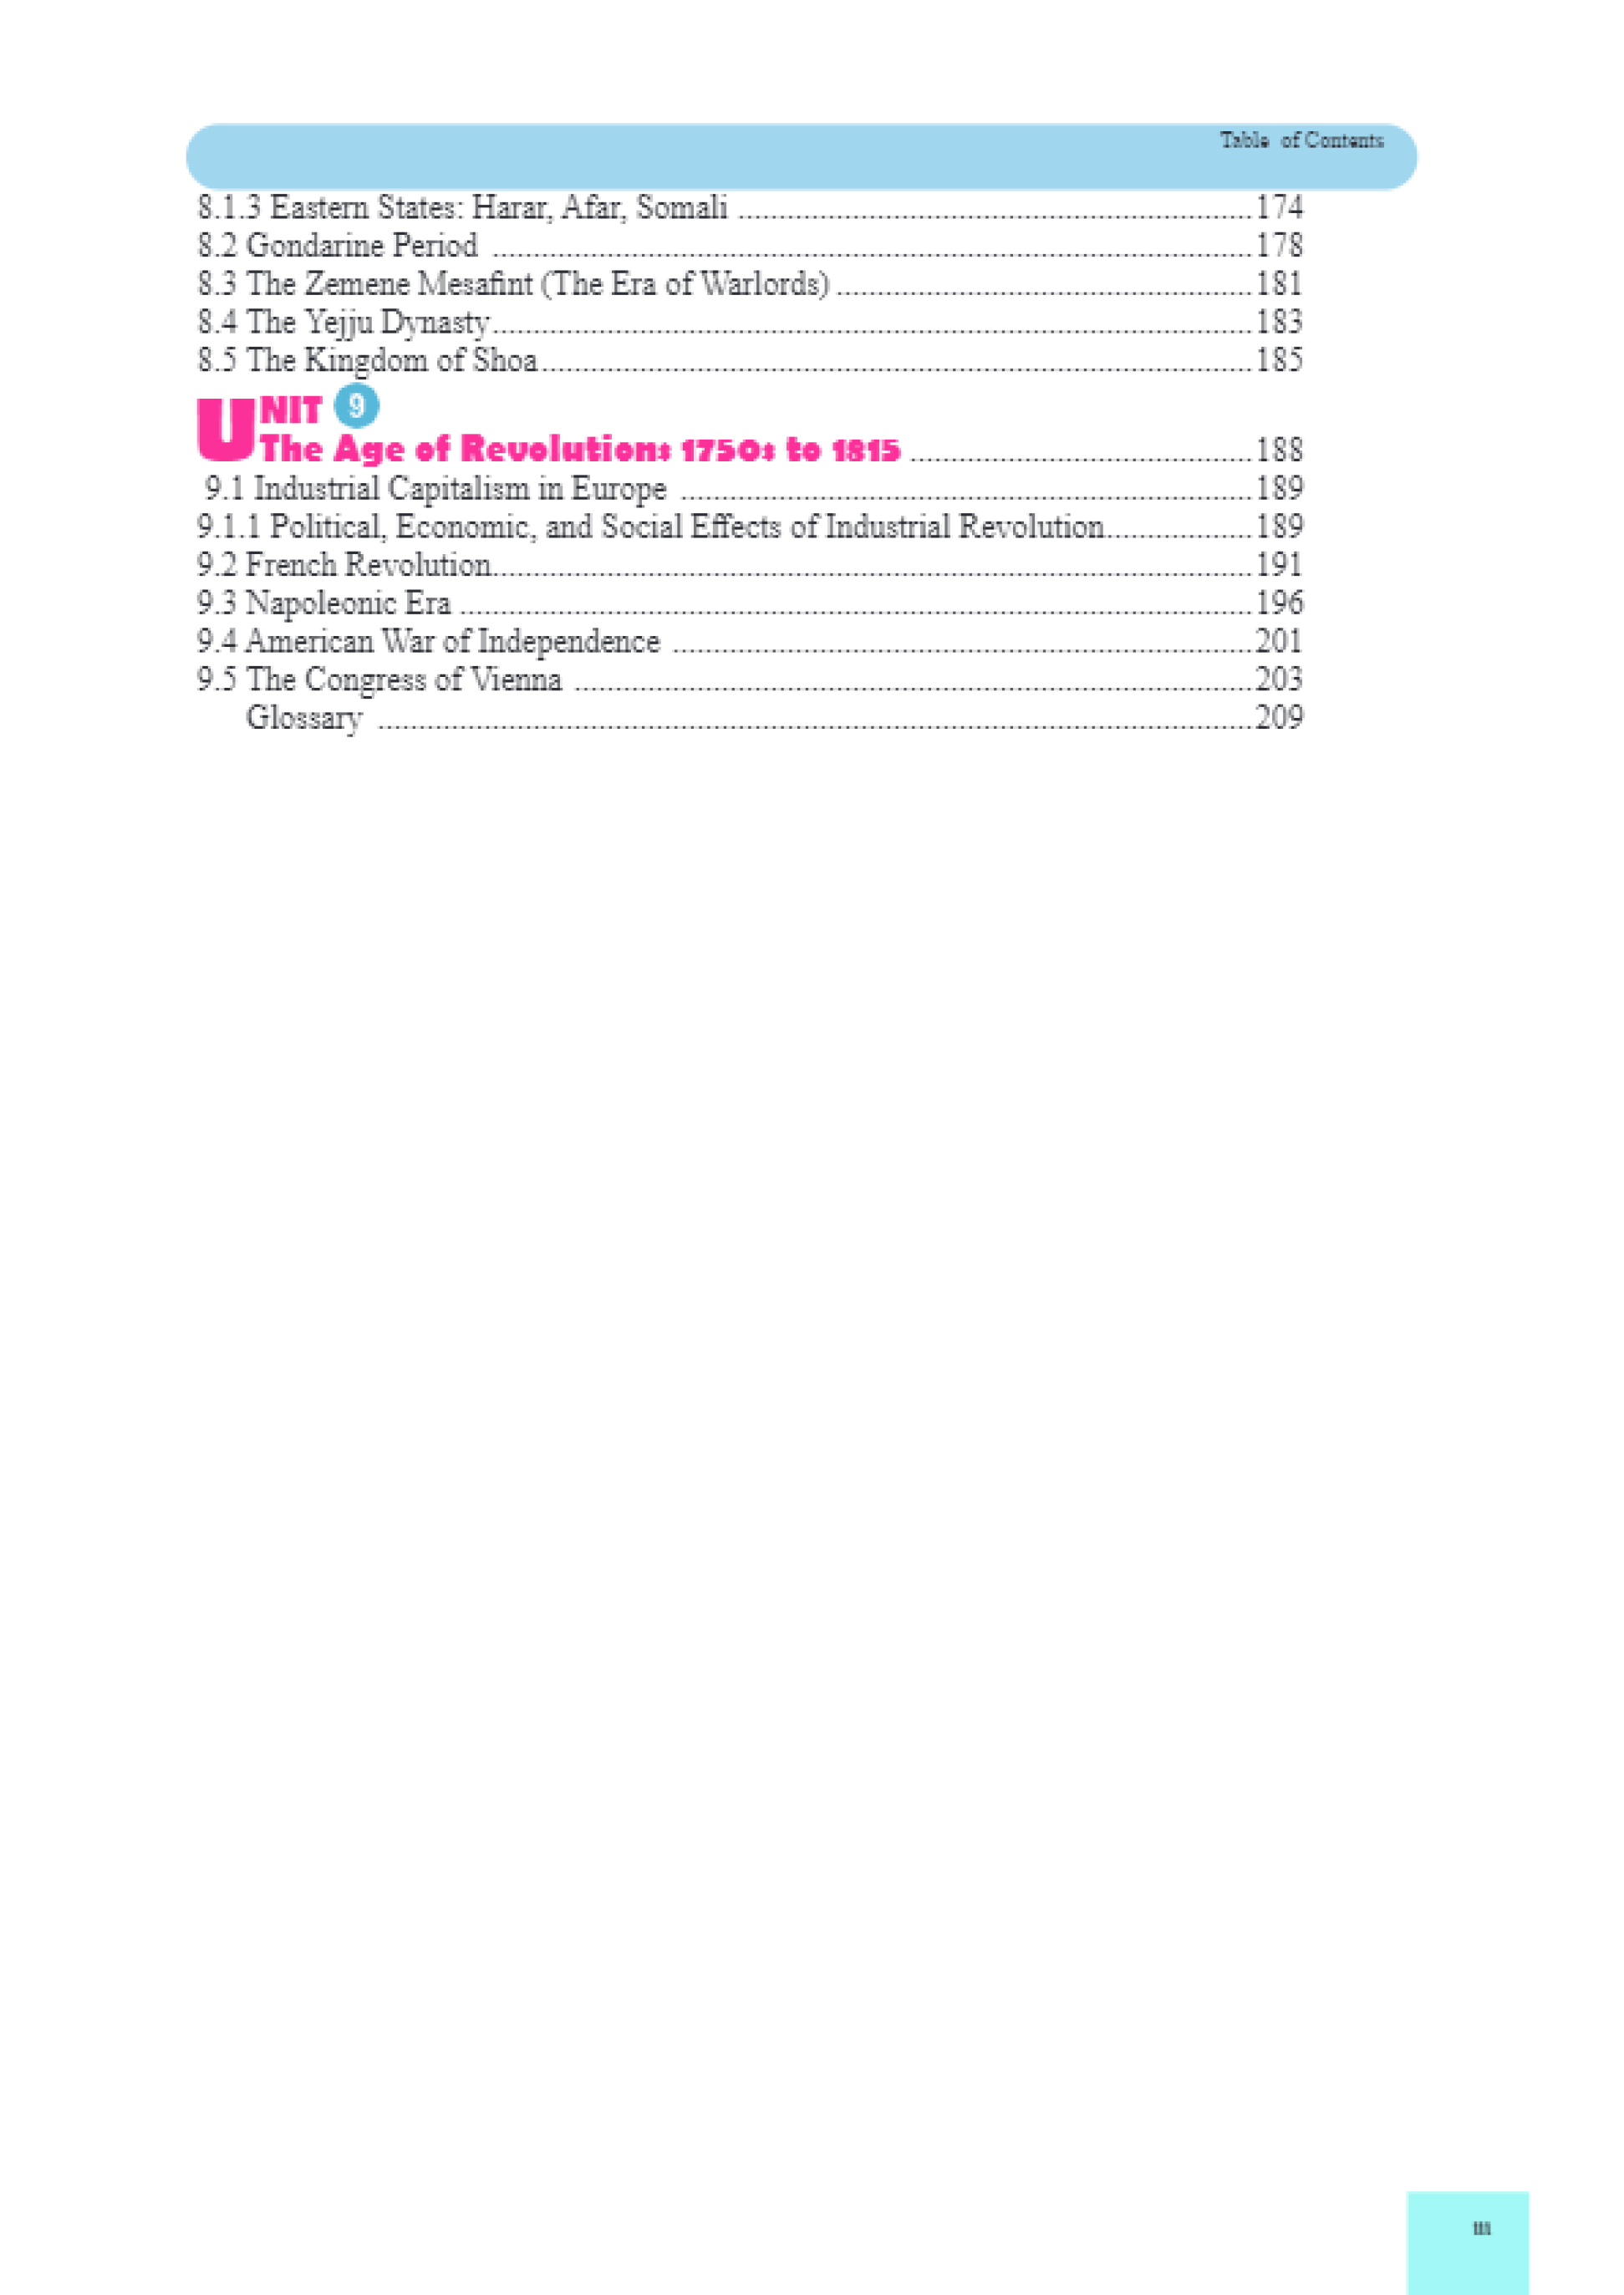 Table of Contents
8.1.3 Eastern States: Harar, Afar, Somali ............................................................... 174
8.2 Gondarine Period ............................................................................................. 178
8.3 The Zemene Mesafint (The Era of Warlords) ................................................... 181
8.4 The Yejju Dynasty............................................................................................. 183
8.5 The Kingdom of Shoa....................................................................................... 185
UNIT 9
The Age of Revolutions 1750s to 1815 .......................................... 188
9.1 Industrial Capitalism in Europe ...................................................................... 189
9.1.1 Political, Economic, and Social Effects of Industrial Revolution.................. 189
9.2 French Revolution............................................................................................. 191
9.3 Napoleonic Era ................................................................................................. 196
9.4 American War of Independence ....................................................................... 201
9.5 The Congress of Vienna ................................................................................... 203
Glossary ........................................................................................................... 209
iii